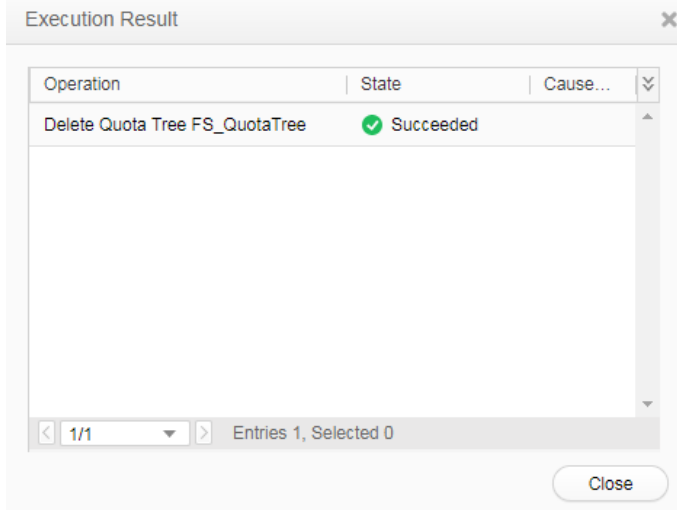 Execution Result
Operation State Cause...
Delete Quota Tree FS_QuotaTree Succeeded
1/1 Entries 1, Selected 0
Close